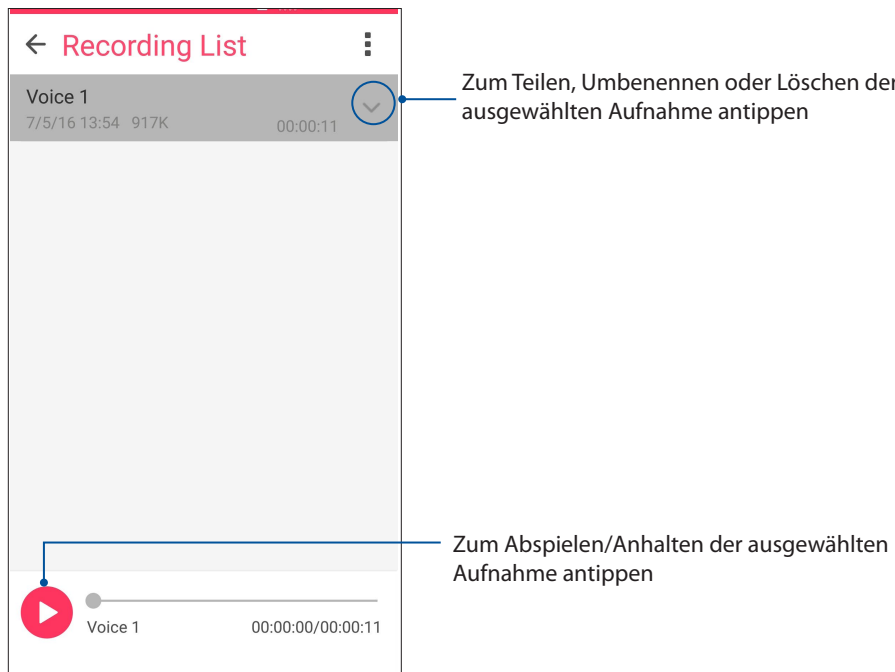 Recording List
Voice 1
7/5/16 13:54 917K
00:00:11
Zum Teilen, Umbenennen oder Löschen der
ausgewählten Aufnahme antippen
Zum Abspielen/Anhalten der ausgewählten
Aufnahme antippen
Voice 1
00:00:00/00:00:11